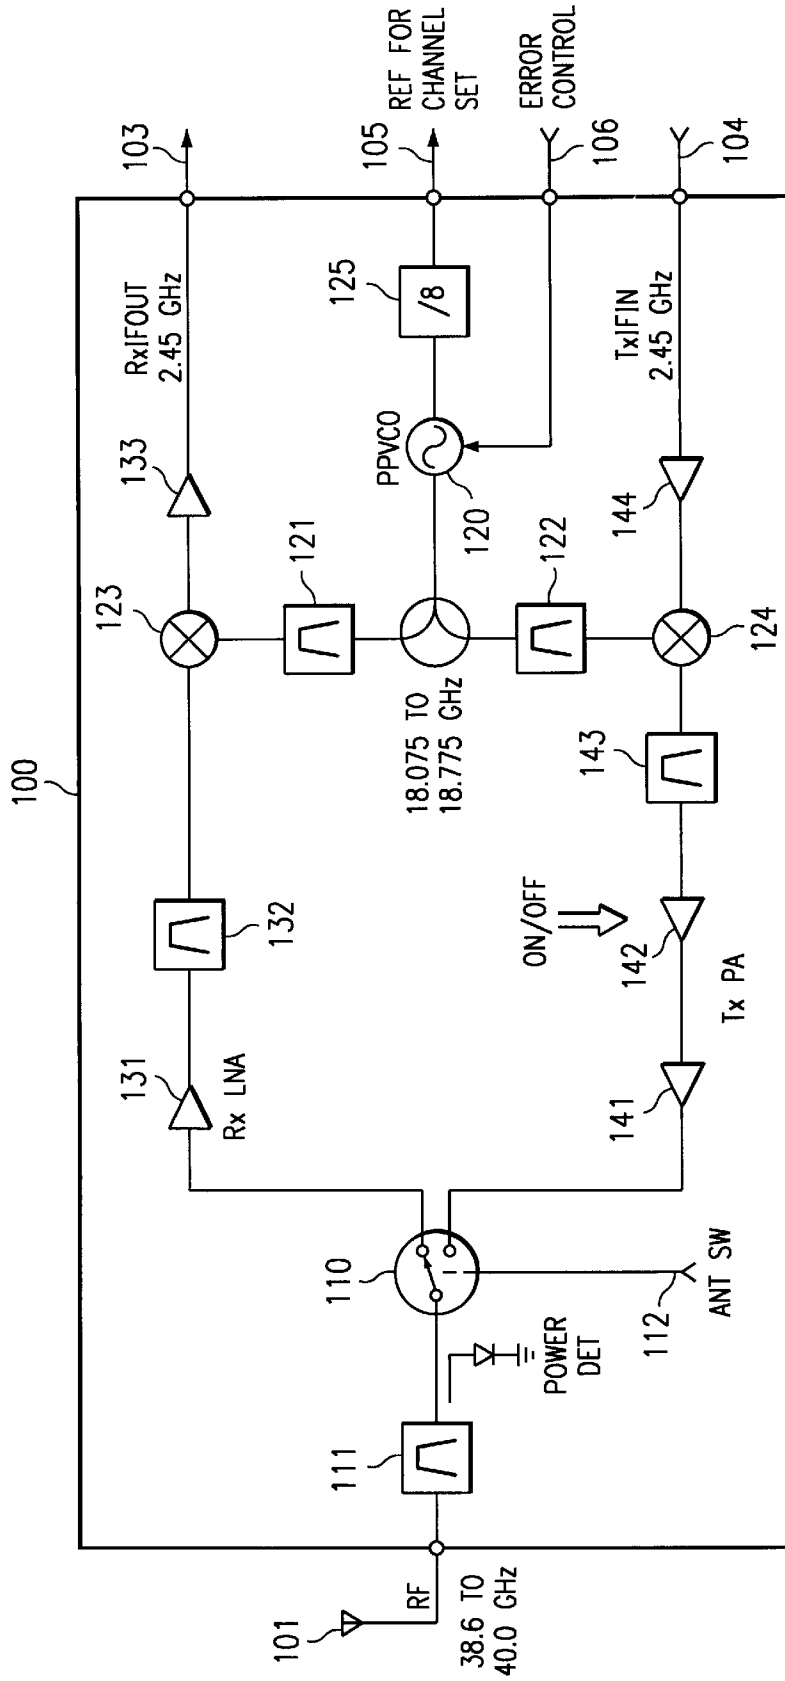 100
101
RF
38.6 TO
40.0 GHz
111
POWER
DET
110
112
ANT SW
131
Rx LNA
132
123
133
RxIFOUT
2.45 GHz
103
121
18.075 TO
18.775 GHz
PPVCO
120
125
/8
105
REF FOR
CHANNEL
SET
106
ERROR
CONTROL
122
124
144
TxIFIN
2.45 GHz
104
143
ON/OFF
142
Tx PA
141